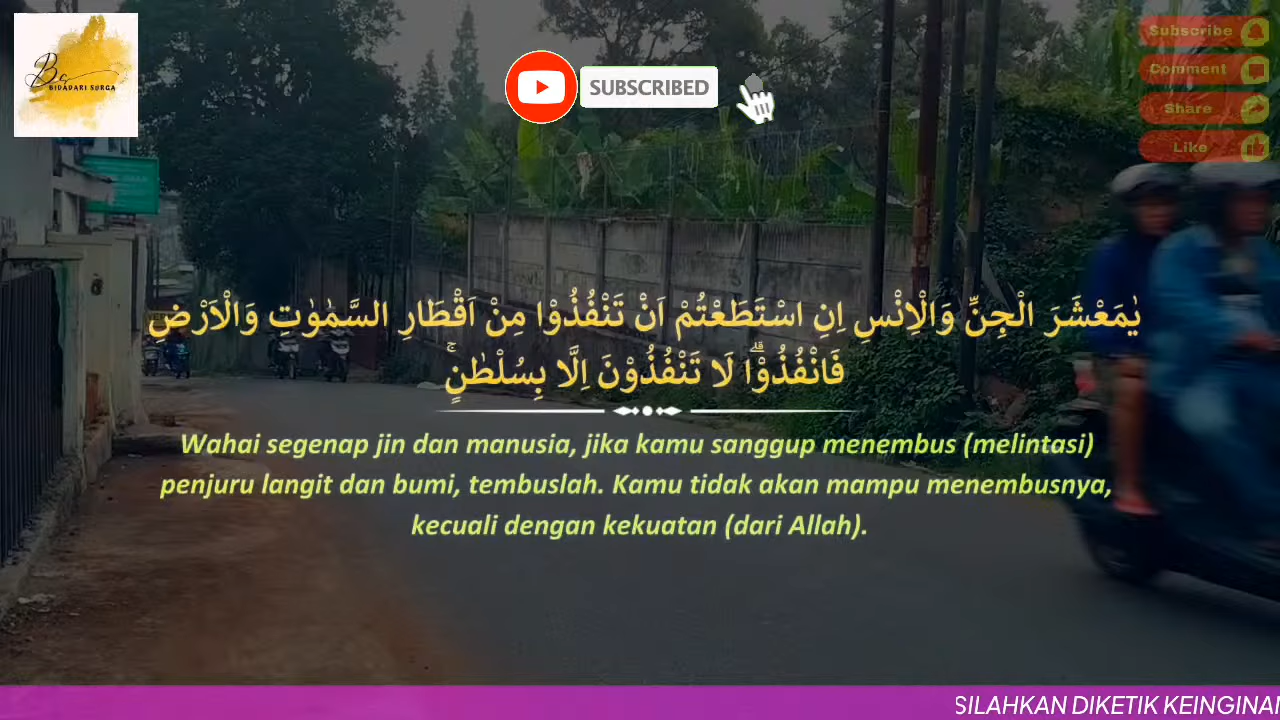 Bs
BIDADARI SURGA
SUBSCRIBED
Subscribe
Comment
Share
Like
يٰمَعْشَرَ الْجِنِّ وَالْاِنْسِ اِنِ اسْتَطَعْتُمْ اَنْ تَنْفُذُوْا مِنْ اَقْطَارِ السَّمٰوٰتِ وَالْاَرْضِ
فَانْفُذُوْاۗ لَا تَنْفُذُوْنَ اِلَّا بِسُلْطٰنٍۚ
Wahai segenap jin dan manusia, jika kamu sanggup menembus (melintasi)
penjuru langit dan bumi, tembuslah. Kamu tidak akan mampu menembusnya,
kecuali dengan kekuatan (dari Allah).
SILAHKAN DIKETIK KEINGINAN